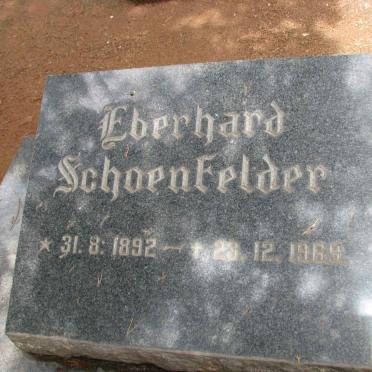 Eberhard
Schoenfelder
* 31. 8. 1892 — † 23. 12. 1969.